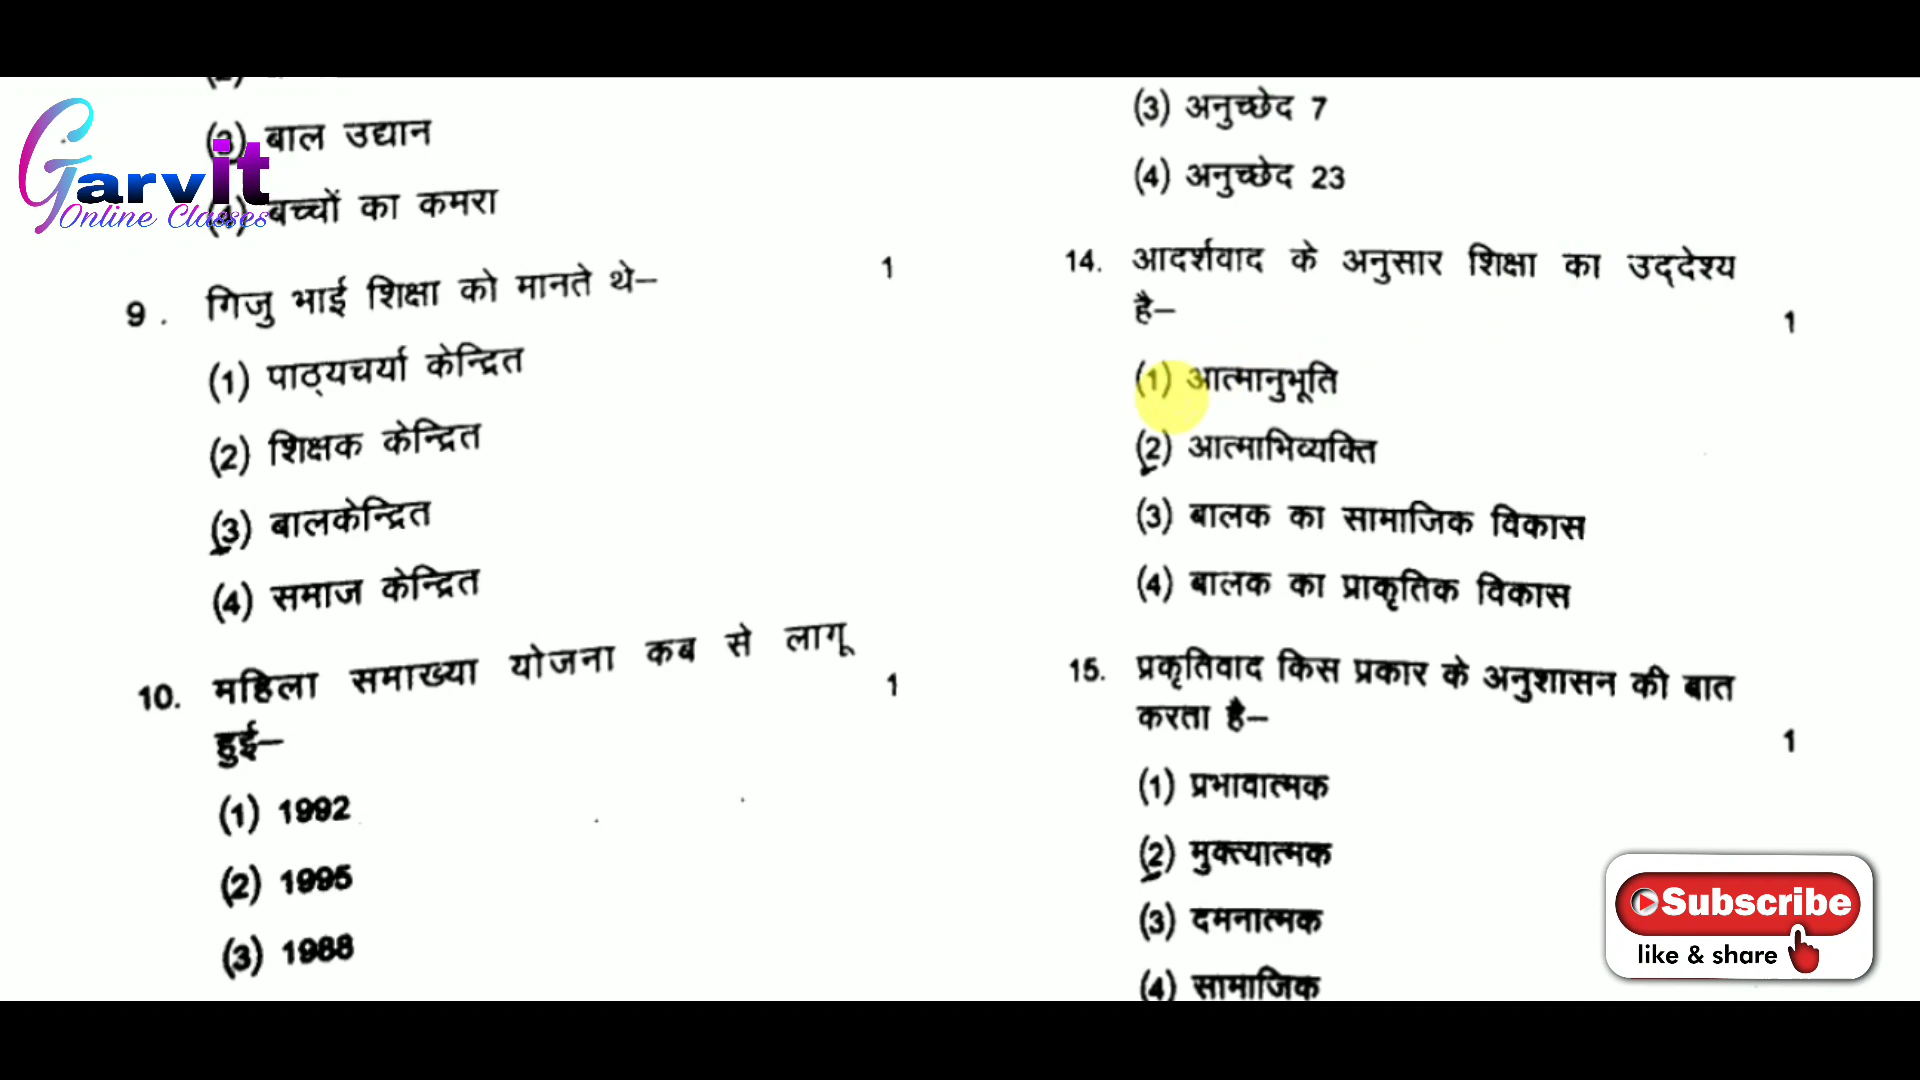 Garvit
Online Classes
(3) बाल उद्यान
(4) बच्चों का कमरा
9 . गिजु भाई शिक्षा को मानते थे– 1
(1) पाठ्यचर्या केन्द्रित
(2) शिक्षक केन्द्रित
(3) बालकेन्द्रित
(4) समाज केन्द्रित
10. महिला समाख्या योजना कब से लागू
हुई– 1
(1) 1992
(2) 1995
(3) 1988
(3) अनुच्छेद 7
(4) अनुच्छेद 23
14. आदर्शवाद के अनुसार शिक्षा का उद्देश्य
है– 1
(1) आत्मानुभूति
(2) आत्माभिव्यक्ति
(3) बालक का सामाजिक विकास
(4) बालक का प्राकृतिक विकास
15. प्रकृतिवाद किस प्रकार के अनुशासन की बात
करता है– 1
(1) प्रभावात्मक
(2) मुक्त्यात्मक
(3) दमनात्मक
(4) सामाजिक
Subscribe
like & share